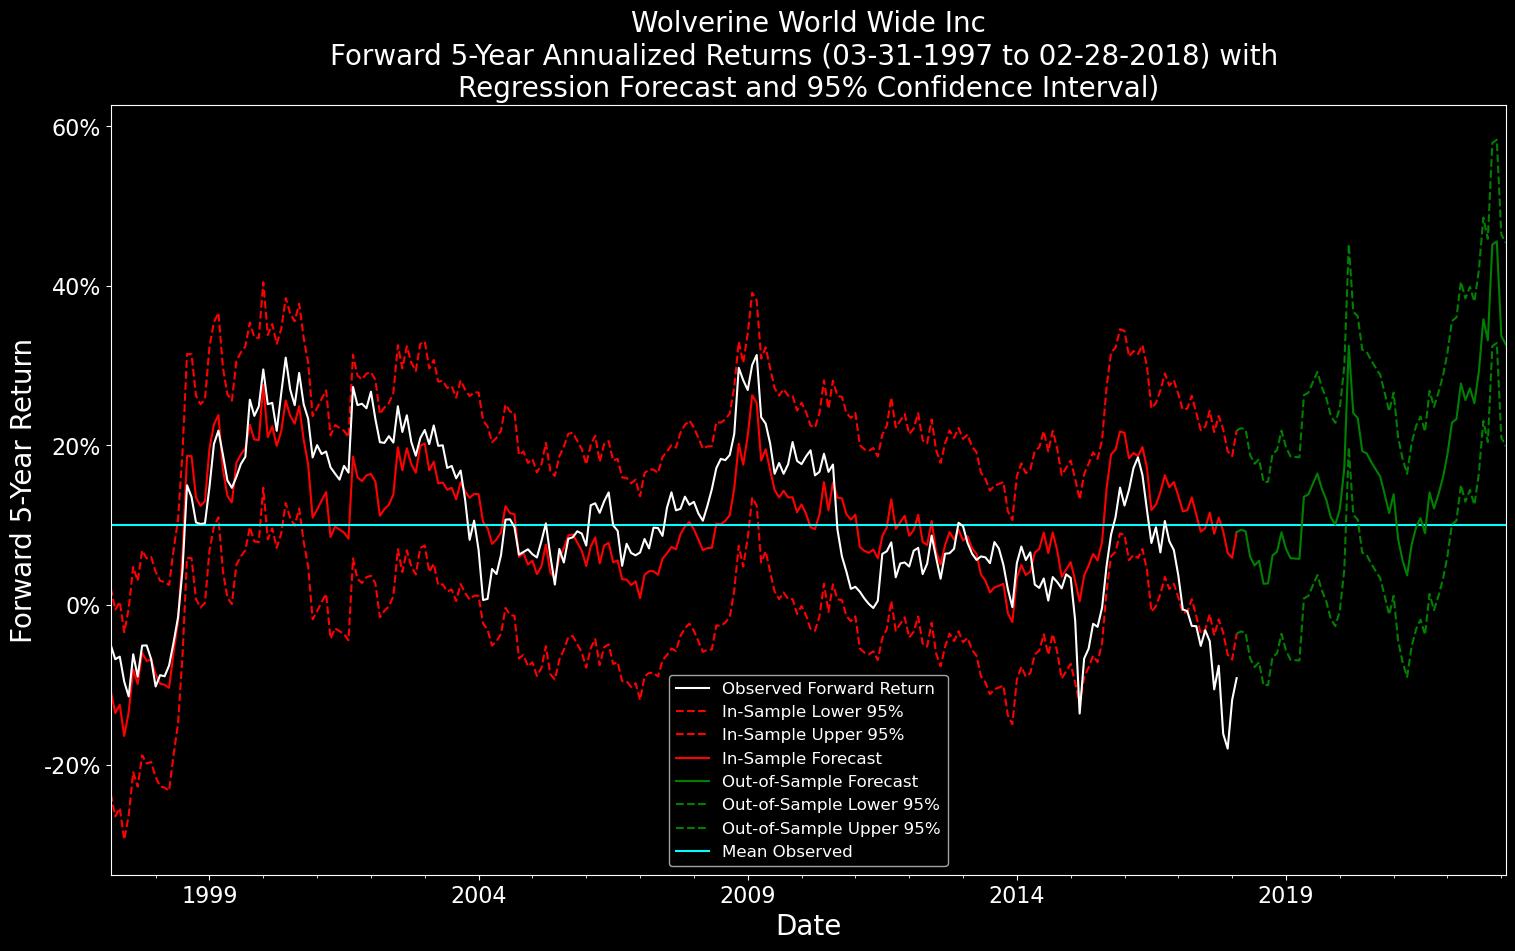 Wolverine World Wide Inc
Forward 5-Year Annualized Returns (03-31-1997 to 02-28-2018) with
Regression Forecast and 95% Confidence Interval)
Forward 5-Year Return
60%
40%
20%
0%
-20%
Observed Forward Return
In-Sample Lower 95%
In-Sample Upper 95%
In-Sample Forecast
Out-of-Sample Forecast
Out-of-Sample Lower 95%
Out-of-Sample Upper 95%
Mean Observed
1999
2004
2009
2014
2019
Date